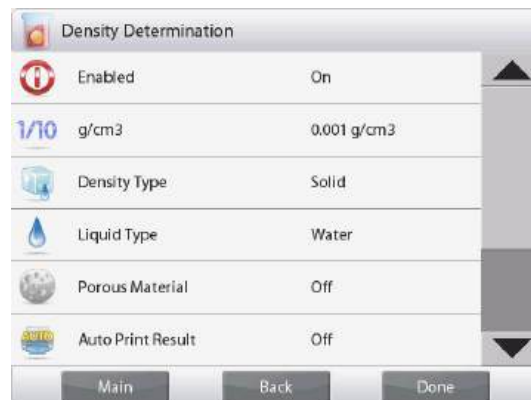 Density Determination
Enabled On
1/10 g/cm3 0.001 g/cm3
Density Type Solid
Liquid Type Water
Porous Material Off
AUTO Auto Print Result Off
Main Back Done